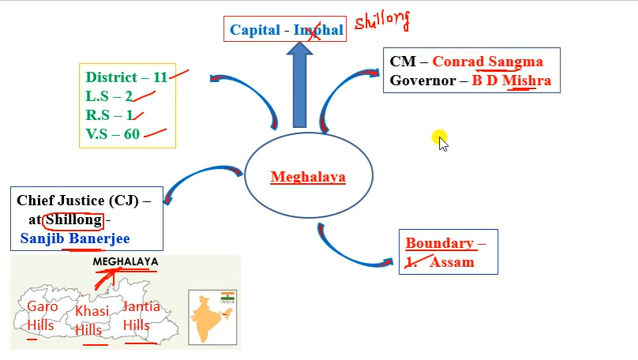 Capital - Imphal Shillong
District – 11
L.S – 2
R.S – 1
V.S – 60
CM – Conrad Sangma
Governor – B D Mishra
Meghalaya
Chief Justice (CJ) –
at Shillong -
Sanjib Banerjee
Boundary –
1. Assam
MEGHALAYA
Garo
Hills
Khasi
Hills
Jantia
Hills
INDIA